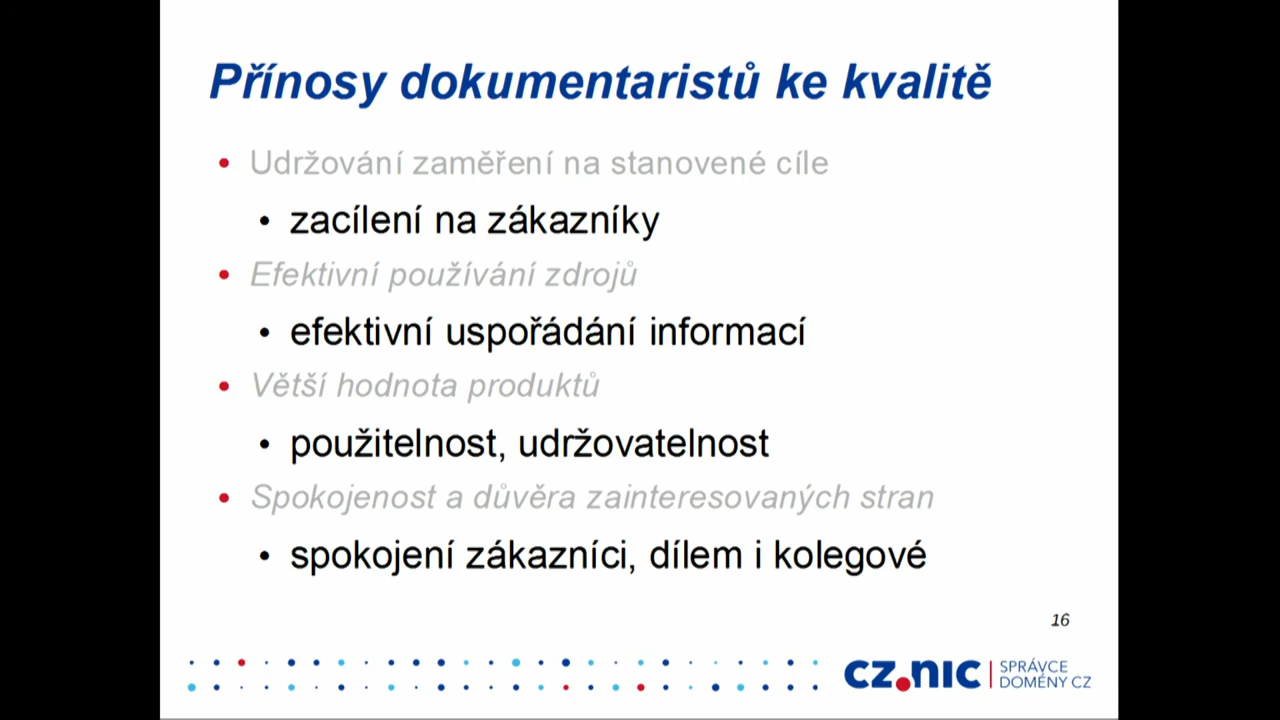 Přínosy dokumentaristů ke kvalitě
• Udržování zaměření na stanovené cíle
• zacílení na zákazníky
• Efektivní používání zdrojů
• efektivní uspořádání informací
• Větší hodnota produktů
• použitelnost, udržovatelnost
• Spokojenost a důvěra zainteresovaných stran
• spokojení zákazníci, dílem i kolegové
16
CZ.NIC | SPRÁVCE
DOMÉNY CZ